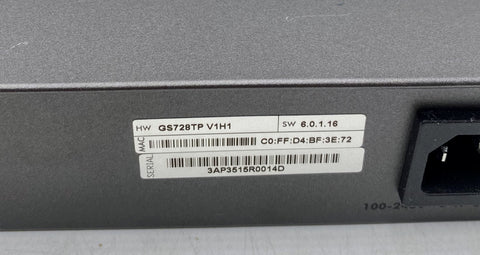 HW GS728TP V1H1 SW 6.0.1.16
MAC C0:FF:D4:BF:3E:72
SERIAL 3AP3515R0014D